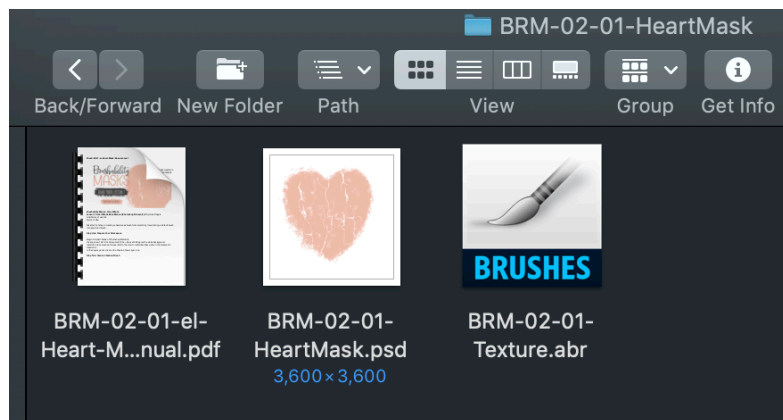 BRM-02-01-HeartMask
Back/Forward New Folder Path View Group Get Info
MASKS
BRUSHES
BRM-02-01-el-
Heart-M...nual.pdf
BRM-02-01-
HeartMask.psd
3,600×3,600
BRM-02-01-
Texture.abr